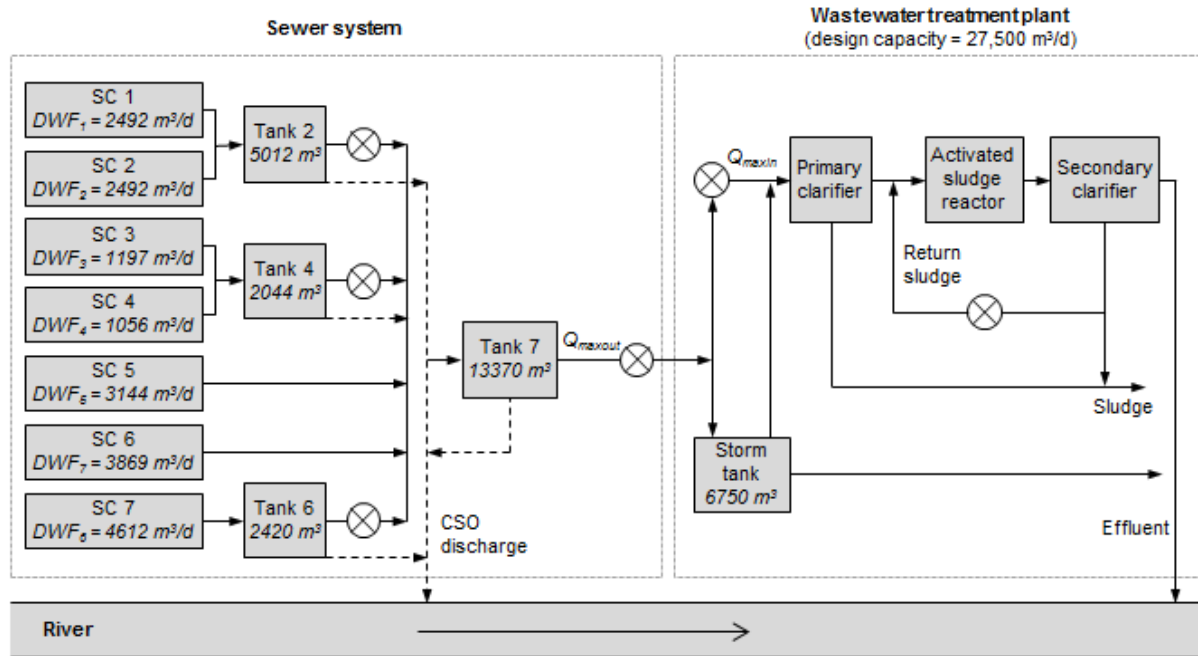 Sewer system
Wastewater treatment plant
(design capacity = 27,500 m³/d)
SC 1
DWF₁ = 2492 m³/d
SC 2
DWF₂ = 2492 m³/d
SC 3
DWF₃ = 1197 m³/d
SC 4
DWF₄ = 1056 m³/d
SC 5
DWF₅ = 3144 m³/d
SC 6
DWF₇ = 3869 m³/d
SC 7
DWF₆ = 4612 m³/d
Tank 2
5012 m³
Tank 4
2044 m³
Tank 6
2420 m³
Tank 7
13370 m³
CSO
discharge
Qmaxout
Qmaxin
Primary
clarifier
Activated
sludge
reactor
Secondary
clarifier
Return
sludge
Sludge
Storm
tank
6750 m³
Effluent
River